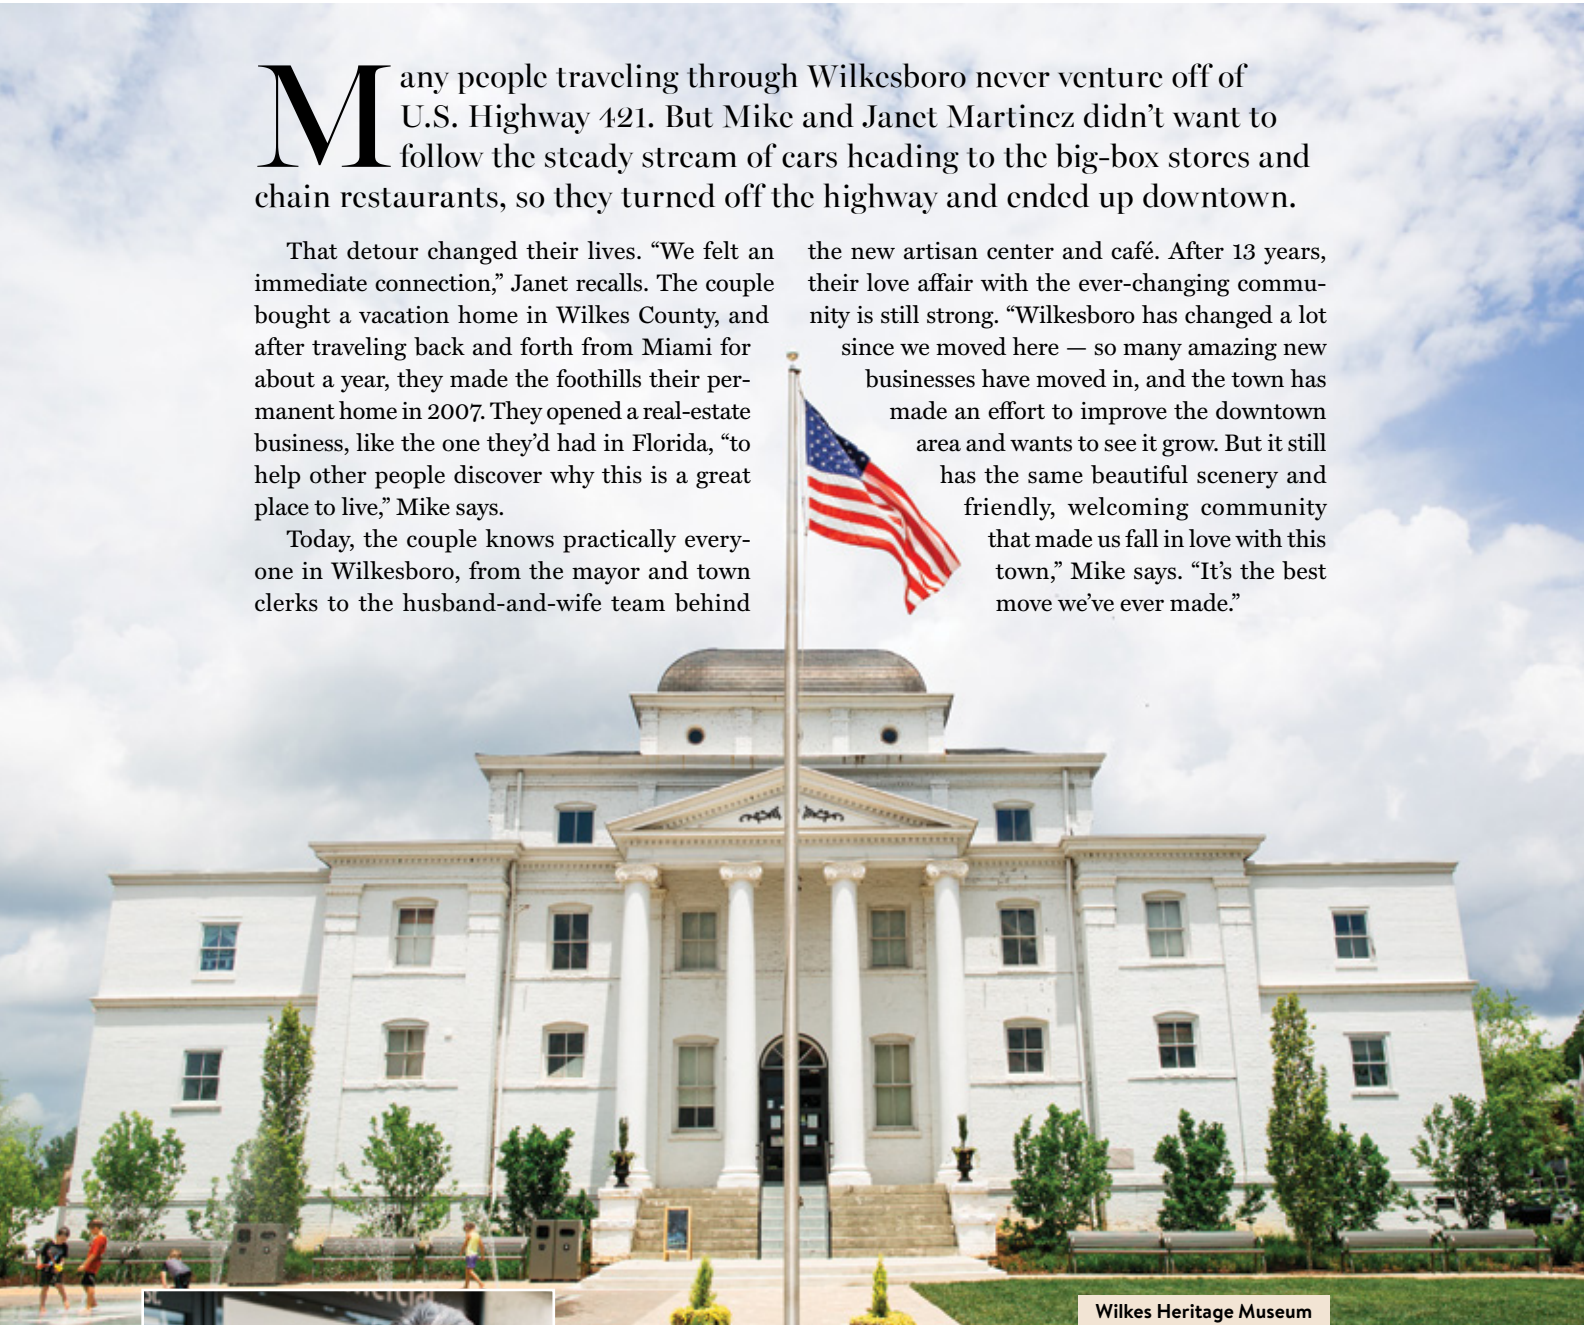 Many people traveling through Wilkesboro never venture off of
U.S. Highway 421. But Mike and Janet Martinez didn't want to
follow the steady stream of cars heading to the big-box stores and
chain restaurants, so they turned off the highway and ended up downtown.
That detour changed their lives. “We felt an
immediate connection,” Janet recalls. The couple
bought a vacation home in Wilkes County, and
after traveling back and forth from Miami for
about a year, they made the foothills their per-
manent home in 2007. They opened a real-estate
business, like the one they’d had in Florida, “to
help other people discover why this is a great
place to live,” Mike says.
Today, the couple knows practically every-
one in Wilkesboro, from the mayor and town
clerks to the husband-and-wife team behind
the new artisan center and café. After 13 years,
their love affair with the ever-changing commu-
nity is still strong. “Wilkesboro has changed a lot
since we moved here — so many amazing new
businesses have moved in, and the town has
made an effort to improve the downtown
area and wants to see it grow. But it still
has the same beautiful scenery and
friendly, welcoming community
that made us fall in love with this
town,” Mike says. “It’s the best
move we’ve ever made.”
Wilkes Heritage Museum